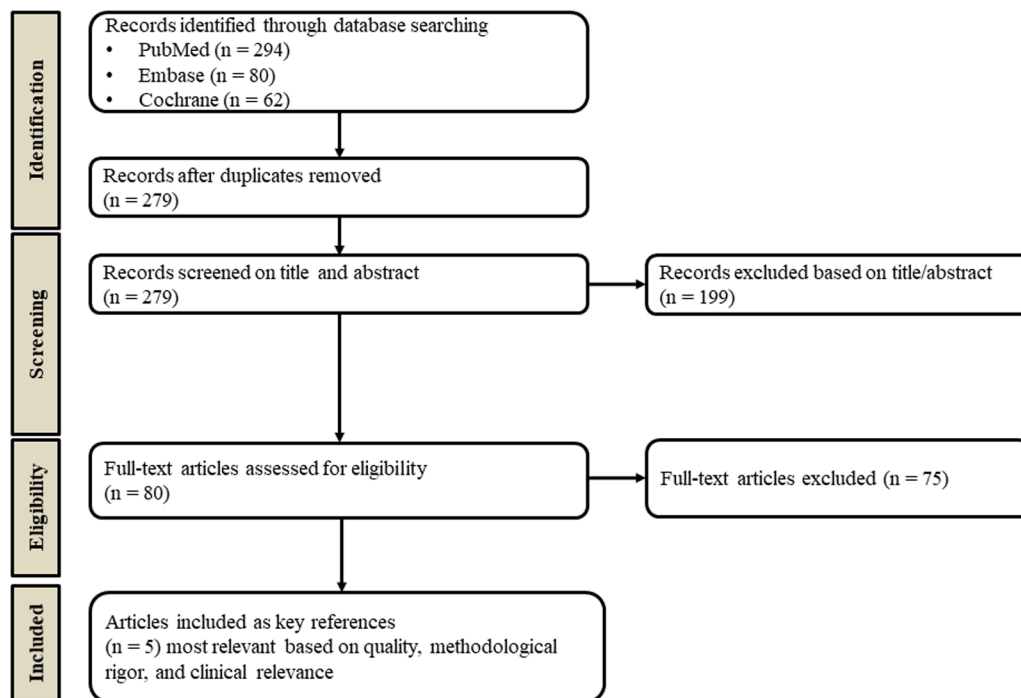 Identification
Records identified through database searching
• PubMed (n = 294)
• Embase (n = 80)
• Cochrane (n = 62)
Records after duplicates removed
(n = 279)
Screening
Records screened on title and abstract
(n = 279)
Records excluded based on title/abstract
(n = 199)
Eligibility
Full-text articles assessed for eligibility
(n = 80)
Full-text articles excluded (n = 75)
Included
Articles included as key references
(n = 5) most relevant based on quality, methodological
rigor, and clinical relevance